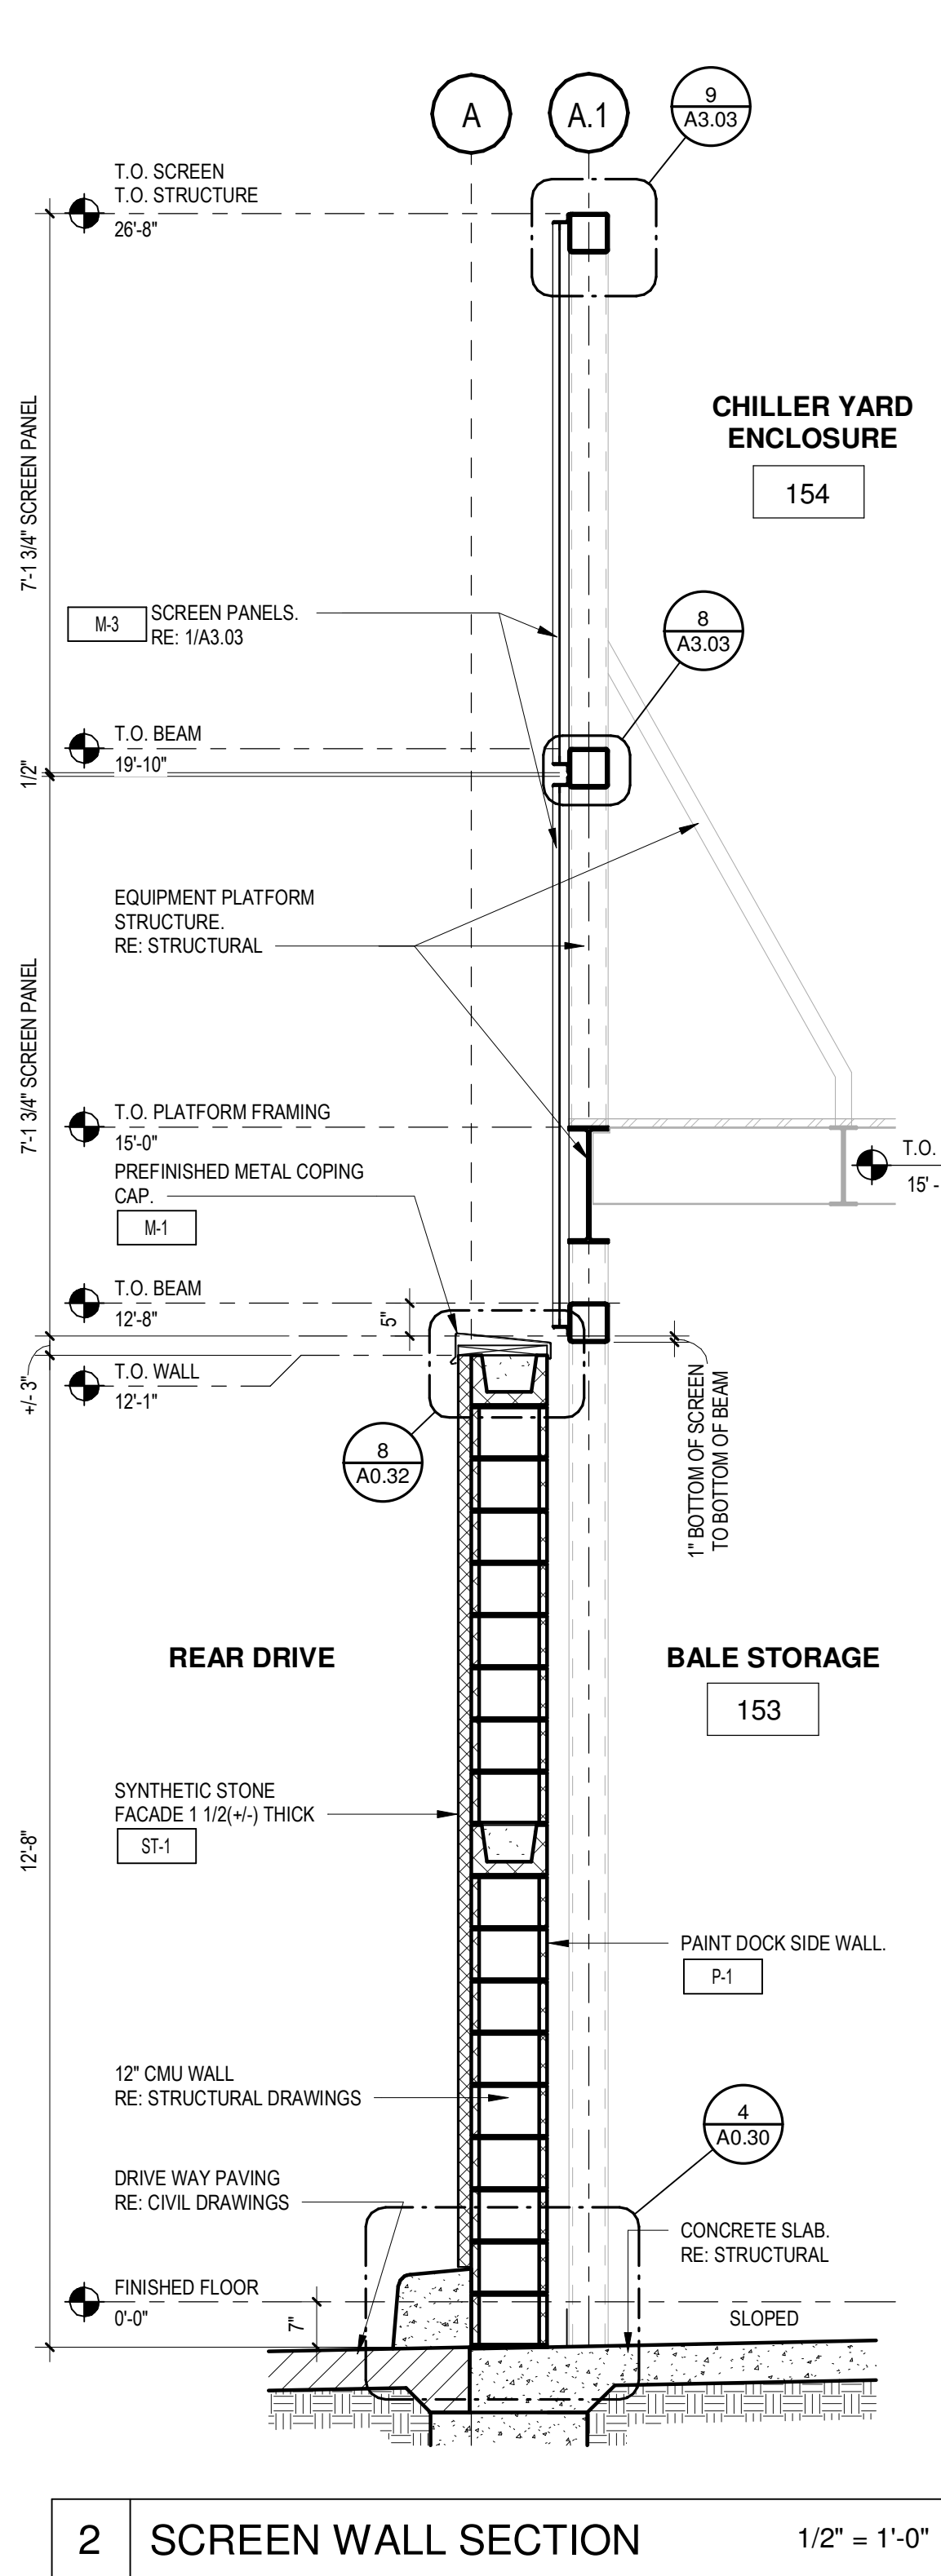 A
A.1
9
A3.03
T.O. SCREEN
T.O. STRUCTURE
26'-8"
CHILLER YARD
ENCLOSURE
154
7'-1 3/4" SCREEN PANEL
M-3
SCREEN PANELS.
RE: 1/A3.03
8
A3.03
T.O. BEAM
19'-10"
1/2"
EQUIPMENT PLATFORM
STRUCTURE.
RE: STRUCTURAL
7'-1 3/4" SCREEN PANEL
T.O. PLATFORM FRAMING
15'-0"
T.O.
15' -
PREFINISHED METAL COPING
CAP.
M-1
T.O. BEAM
12'-8"
5"
+/- 3"
T.O. WALL
12'-1"
1" BOTTOM OF SCREEN
TO BOTTOM OF BEAM
8
A0.32
REAR DRIVE
BALE STORAGE
153
SYNTHETIC STONE
FACADE 1 1/2(+/-) THICK
ST-1
12'-8"
PAINT DOCK SIDE WALL.
P-1
12" CMU WALL
RE: STRUCTURAL DRAWINGS
4
A0.30
DRIVE WAY PAVING
RE: CIVIL DRAWINGS
CONCRETE SLAB.
RE: STRUCTURAL
FINISHED FLOOR
0'-0"
7"
SLOPED
2
SCREEN WALL SECTION
1/2" = 1'-0"